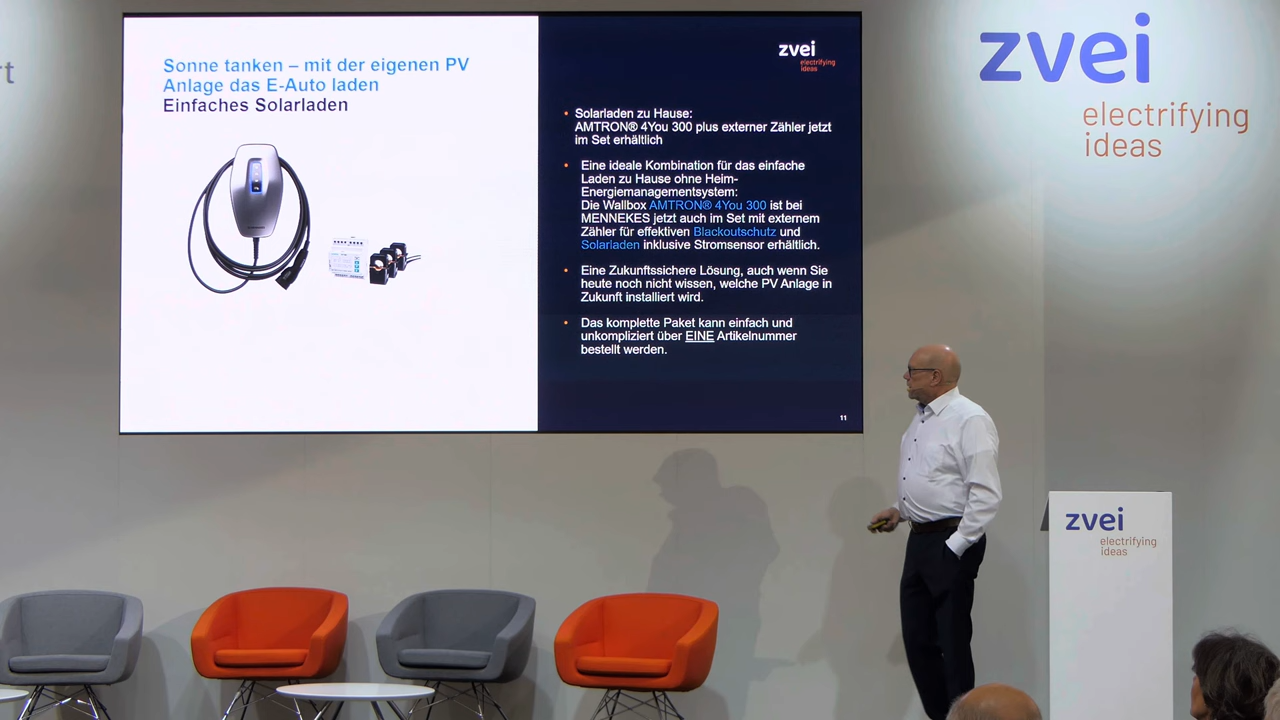 rt
Sonne tanken – mit der eigenen PV
Anlage das E-Auto laden
Einfaches Solarladen
zvei
electrifying
ideas
• Solarladen zu Hause:
AMTRON® 4You 300 plus externer Zähler jetzt
im Set erhältlich
• Eine ideale Kombination für das einfache
Laden zu Hause ohne Heim-
Energiemanagementsystem:
Die Wallbox AMTRON® 4You 300 ist bei
MENNEKES jetzt auch im Set mit externem
Zähler für effektiven Blackoutschutz und
Solarladen inklusive Stromsensor erhältlich.
• Eine Zukunftssichere Lösung, auch wenn Sie
heute noch nicht wissen, welche PV Anlage in
Zukunft installiert wird.
• Das komplette Paket kann einfach und
unkompliziert über EINE Artikelnummer
bestellt werden.
11
zvei
electrifying
ideas
zvei
electrifying
ideas